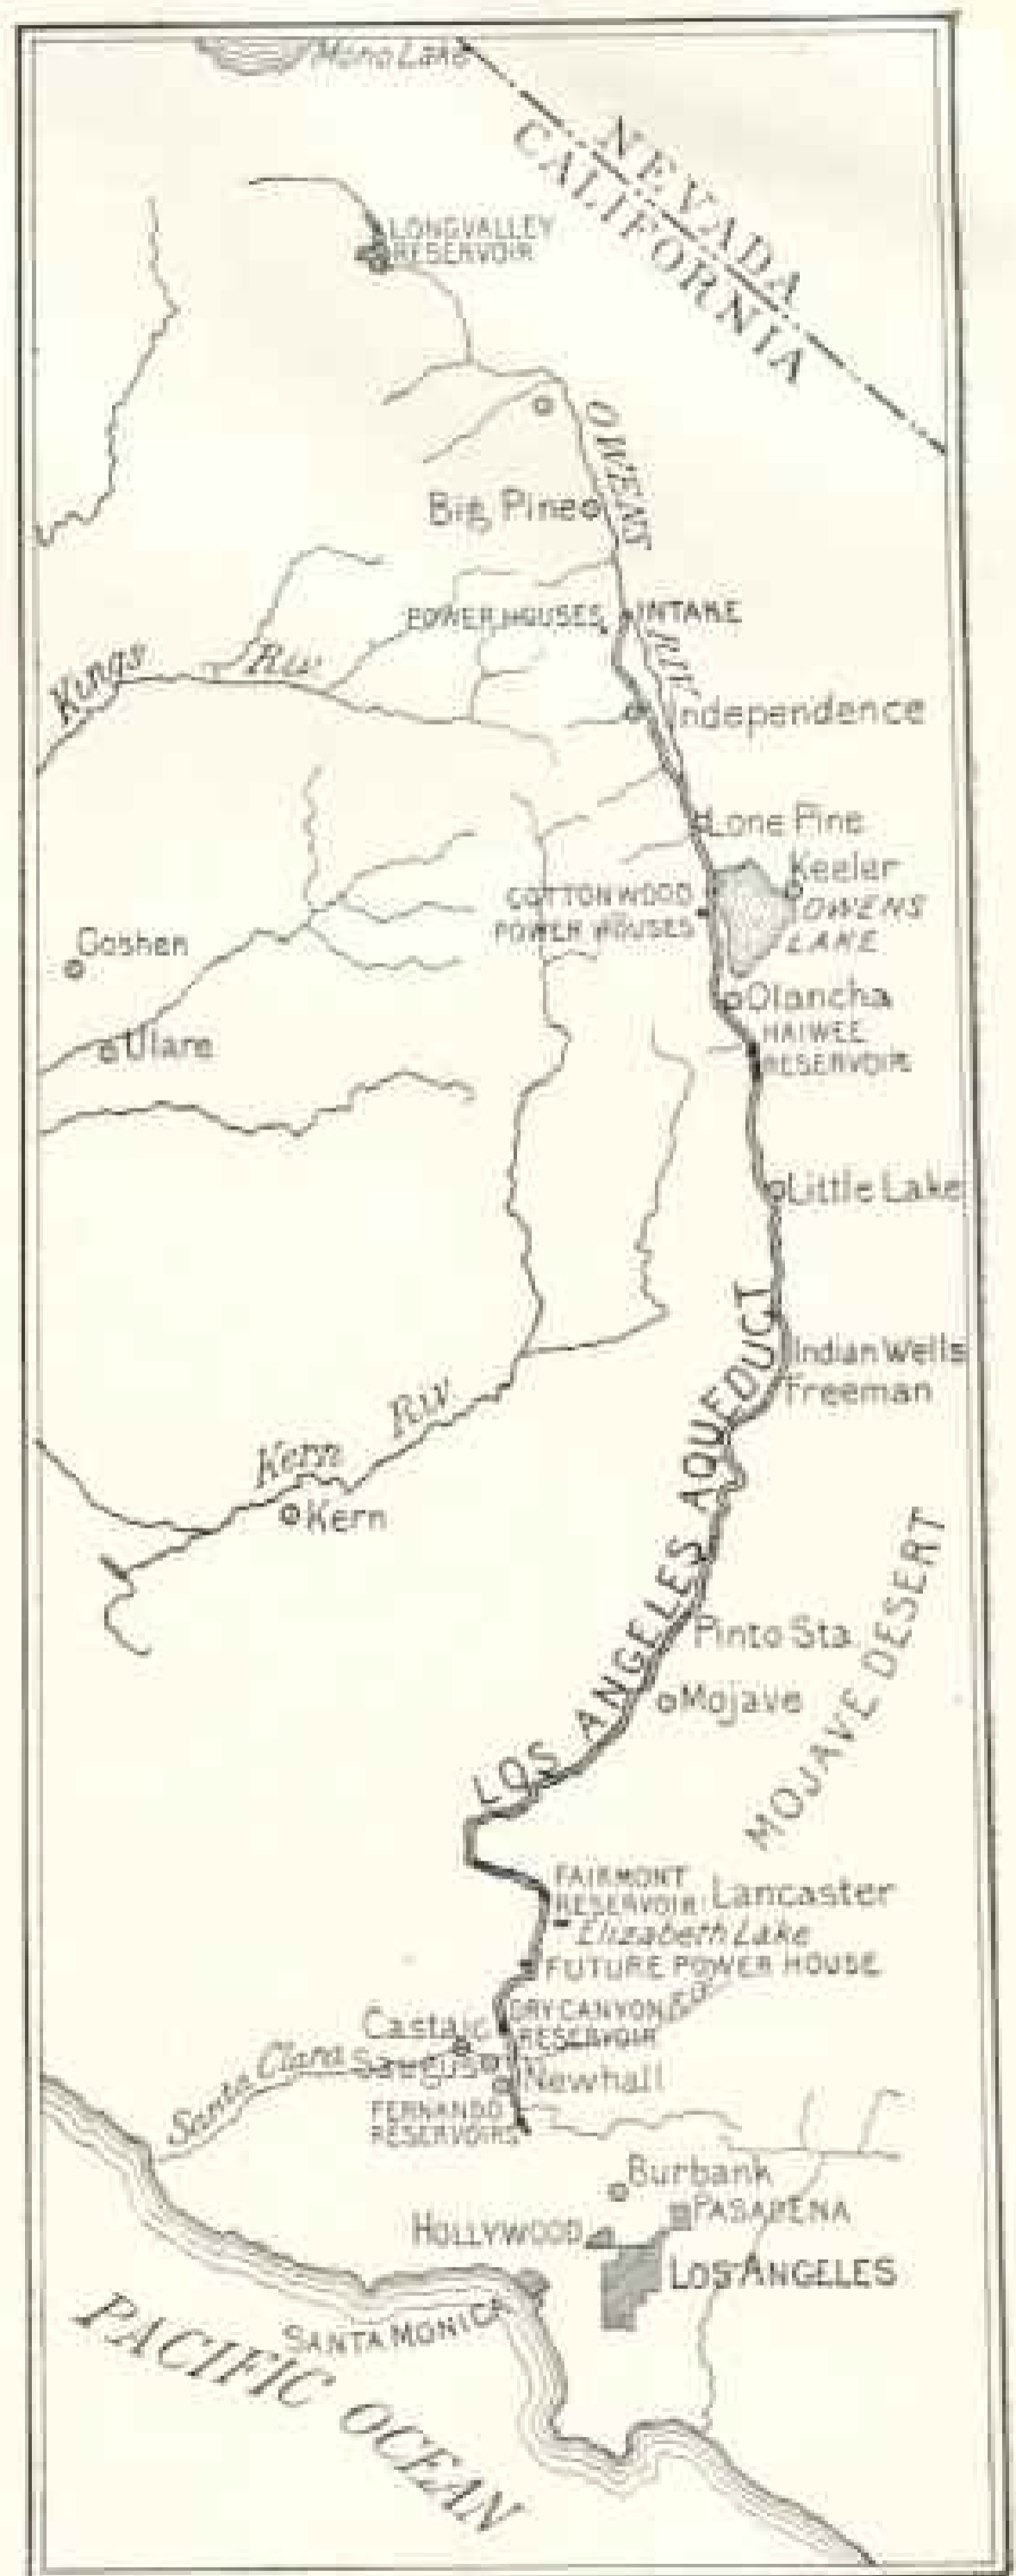 Mono Lake
NEVADA
CALIFORNIA
LONGVALLEY
RESERVOIR
OWENS
Big Pine
POWER HOUSES
INTAKE
RIV
Kings Riv
Independence
Lone Pine
Keeler
COTTONWOOD
POWER HOUSES
OWENS
LAKE
Goshen
Olancha
Ulare
HAIWEE
RESERVOIR
Little Lake
Indian Wells
Freeman
Kern Riv
Kern
LOS ANGELES AQUEDUCT
MOJAVE DESERT
Pinto Sta
Mojave
FAIRMONT
RESERVOIR
Lancaster
Elizabeth Lake
FUTURE POWER HOUSE
DRY CANYON
RESERVOIR
Castaic
Saugus
Santa Clara
Newhall
FERNANDO
RESERVOIRS
Burbank
PASADENA
HOLLYWOOD
LOS ANGELES
SANTA MONICA
PACIFIC OCEAN